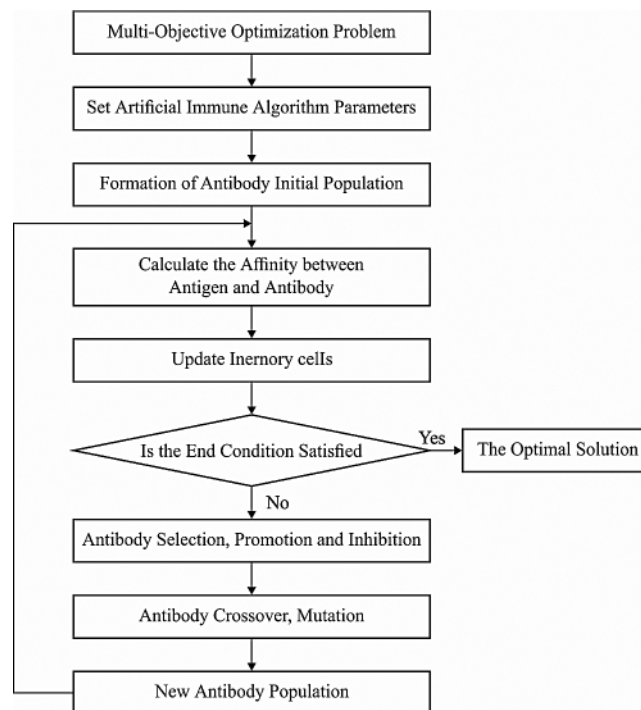 Multi-Objective Optimization Problem
Set Artificial Immune Algorithm Parameters
Formation of Antibody Initial Population
Calculate the Affinity between
Antigen and Antibody
Update Inernory cells
Is the End Condition Satisfied
Yes
The Optimal Solution
No
Antibody Selection, Promotion and Inhibition
Antibody Crossover, Mutation
New Antibody Population